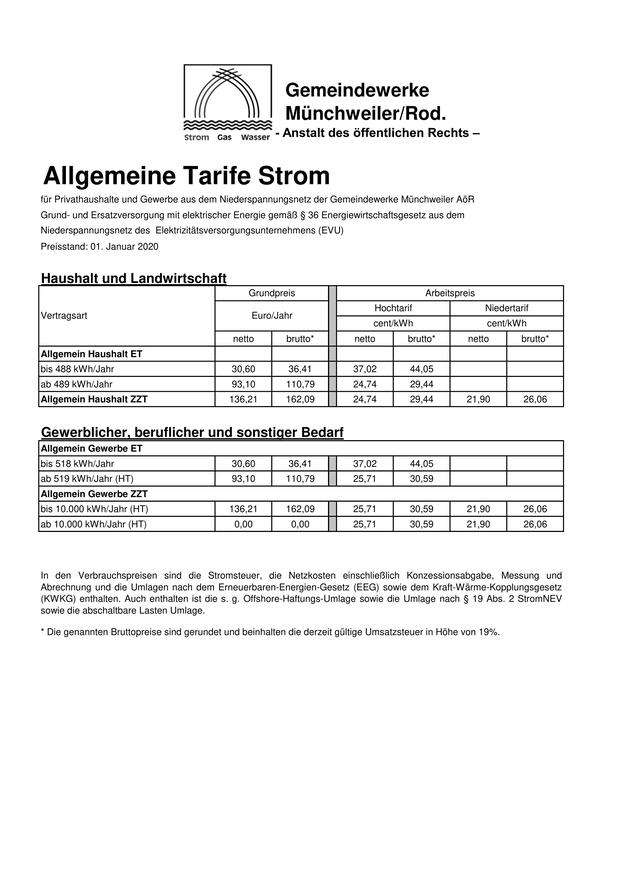 Gemeindewerke
Münchweiler/Rod.
Strom Gas Wasser - Anstalt des öffentlichen Rechts –
Allgemeine Tarife Strom
für Privathaushalte und Gewerbe aus dem Niederspannungsnetz der Gemeindewerke Münchweiler AöR
Grund- und Ersatzversorgung mit elektrischer Energie gemäß § 36 Energiewirtschaftsgesetz aus dem
Niederspannungsnetz des Elektrizitätsversorgungsunternehmens (EVU)
Preisstand: 01. Januar 2020
Haushalt und Landwirtschaft
Grundpreis Arbeitspreis
Vertragsart Euro/Jahr Hochtarif Niedertarif
cent/kWh cent/kWh
netto brutto* netto brutto* netto brutto*
Allgemein Haushalt ET
bis 488 kWh/Jahr 30,60 36,41 37,02 44,05
ab 489 kWh/Jahr 93,10 110,79 24,74 29,44
Allgemein Haushalt ZZT 136,21 162,09 24,74 29,44 21,90 26,06
Gewerblicher, beruflicher und sonstiger Bedarf
Allgemein Gewerbe ET
bis 518 kWh/Jahr 30,60 36,41 37,02 44,05
ab 519 kWh/Jahr (HT) 93,10 110,79 25,71 30,59
Allgemein Gewerbe ZZT
bis 10.000 kWh/Jahr (HT) 136,21 162,09 25,71 30,59 21,90 26,06
ab 10.000 kWh/Jahr (HT) 0,00 0,00 25,71 30,59 21,90 26,06
In den Verbrauchspreisen sind die Stromsteuer, die Netzkosten einschließlich Konzessionsabgabe, Messung und
Abrechnung und die Umlagen nach dem Erneuerbaren-Energien-Gesetz (EEG) sowie dem Kraft-Wärme-Kopplungsgesetz
(KWKG) enthalten. Auch enthalten ist die s. g. Offshore-Haftungs-Umlage sowie die Umlage nach § 19 Abs. 2 StromNEV
sowie die abschaltbare Lasten Umlage.
* Die genannten Bruttopreise sind gerundet und beinhalten die derzeit gültige Umsatzsteuer in Höhe von 19%.